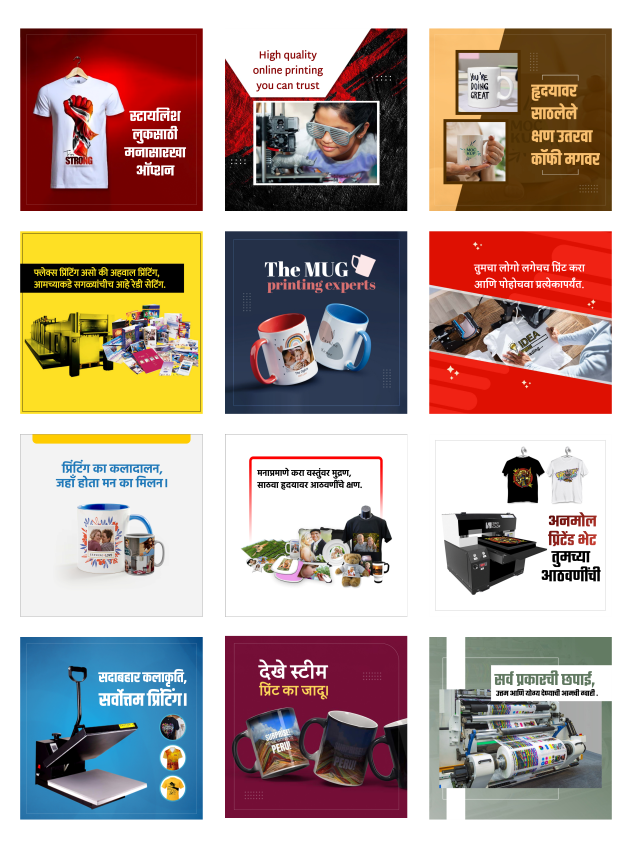 STRONG
स्टायलिश
लुकसाठी
मनासारखा
ऑप्शन
High quality
online printing
you can trust
YOU'RE
DOING
GREAT
हृदयावर
साठलेले
क्षण उतरवा
कॉफी मगवर
फ्लेक्स प्रिंटिंग असो की अहवाल प्रिंटिंग,
आमच्याकडे सगळ्यांचीच आहे रेडी सेटिंग.
The MUG
printing experts
तुमचा लोगो लगेचच प्रिंट करा
आणि पोहोचवा प्रत्येकापर्यंत.
IDEA
प्रिंटिंग का कलादालन,
जहाँ होता मन का मिलन।
मनाप्रमाणे करा वस्तुंवर मुद्रण,
साठवा हृदयावर आठवणींचे क्षण.
अनमोल
प्रिंटेड भेट
तुमच्या
आठवणींची
सदाबहार कलाकृति,
सर्वोत्तम प्रिंटिंग।
देखे स्टीम
प्रिंट का जादू।
SURPRISE!
PERU!
PERU!
सर्व प्रकारची छपाई,
उत्तम आणि योग्य देण्याची आमची ग्वाही.